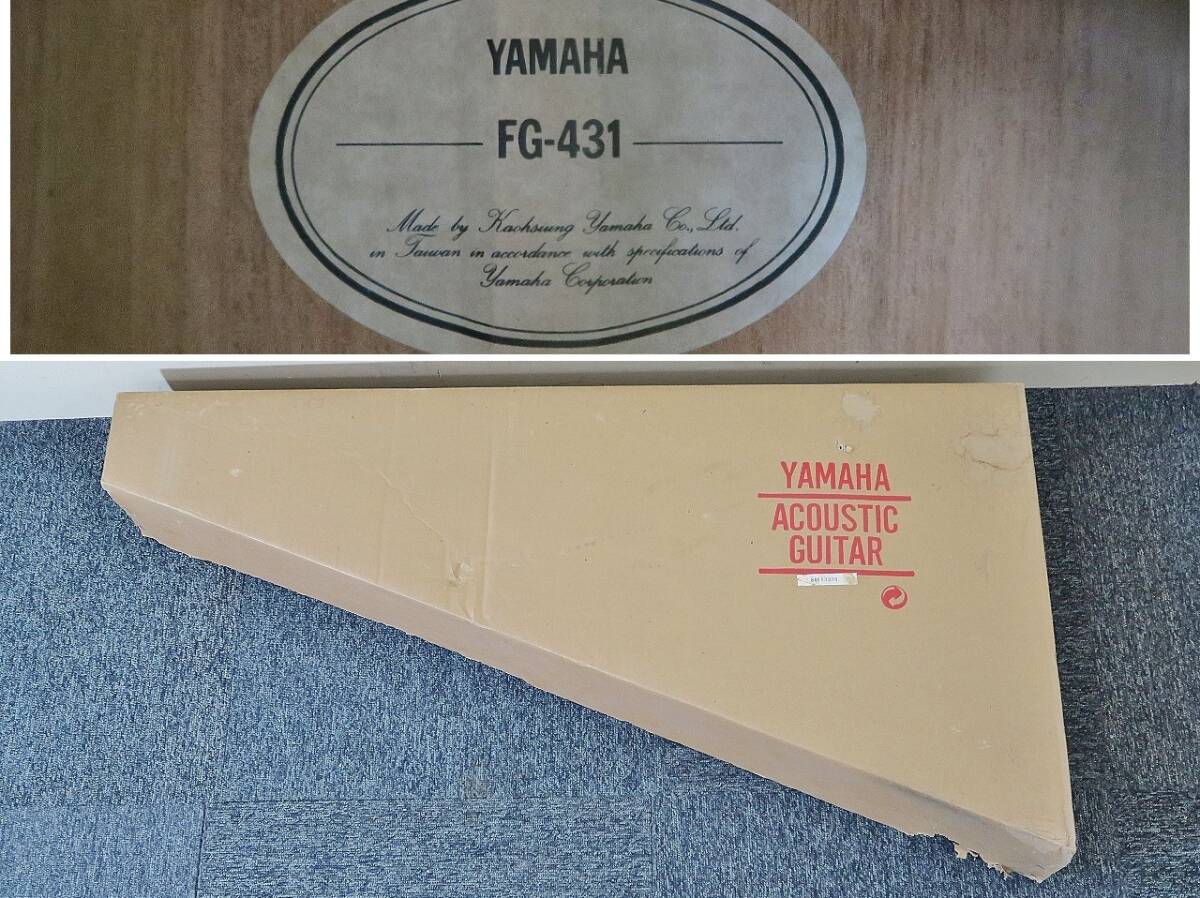 YAMAHA
FG-431
Made by Kaohsiung Yamaha Co., Ltd.
in Taiwan in accordance with specifications of
Yamaha Corporation
YAMAHA
ACOUSTIC
GUITAR